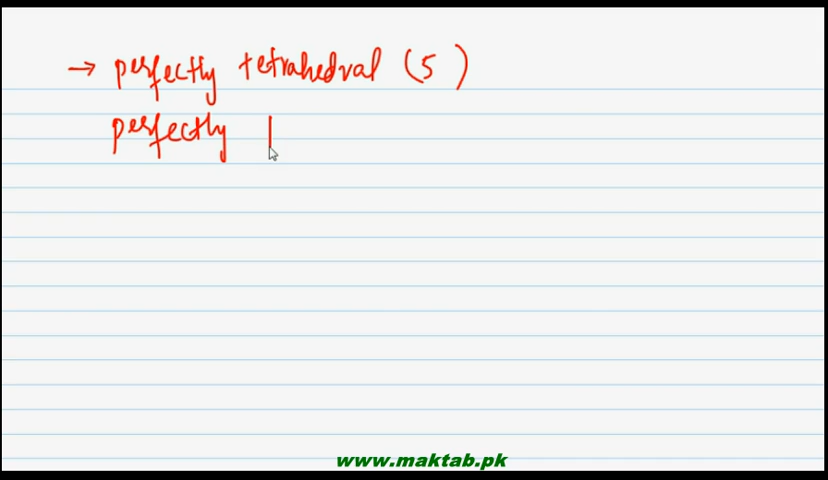 → perfectly tetrahedral (5)
perfectly
www.maktab.pk